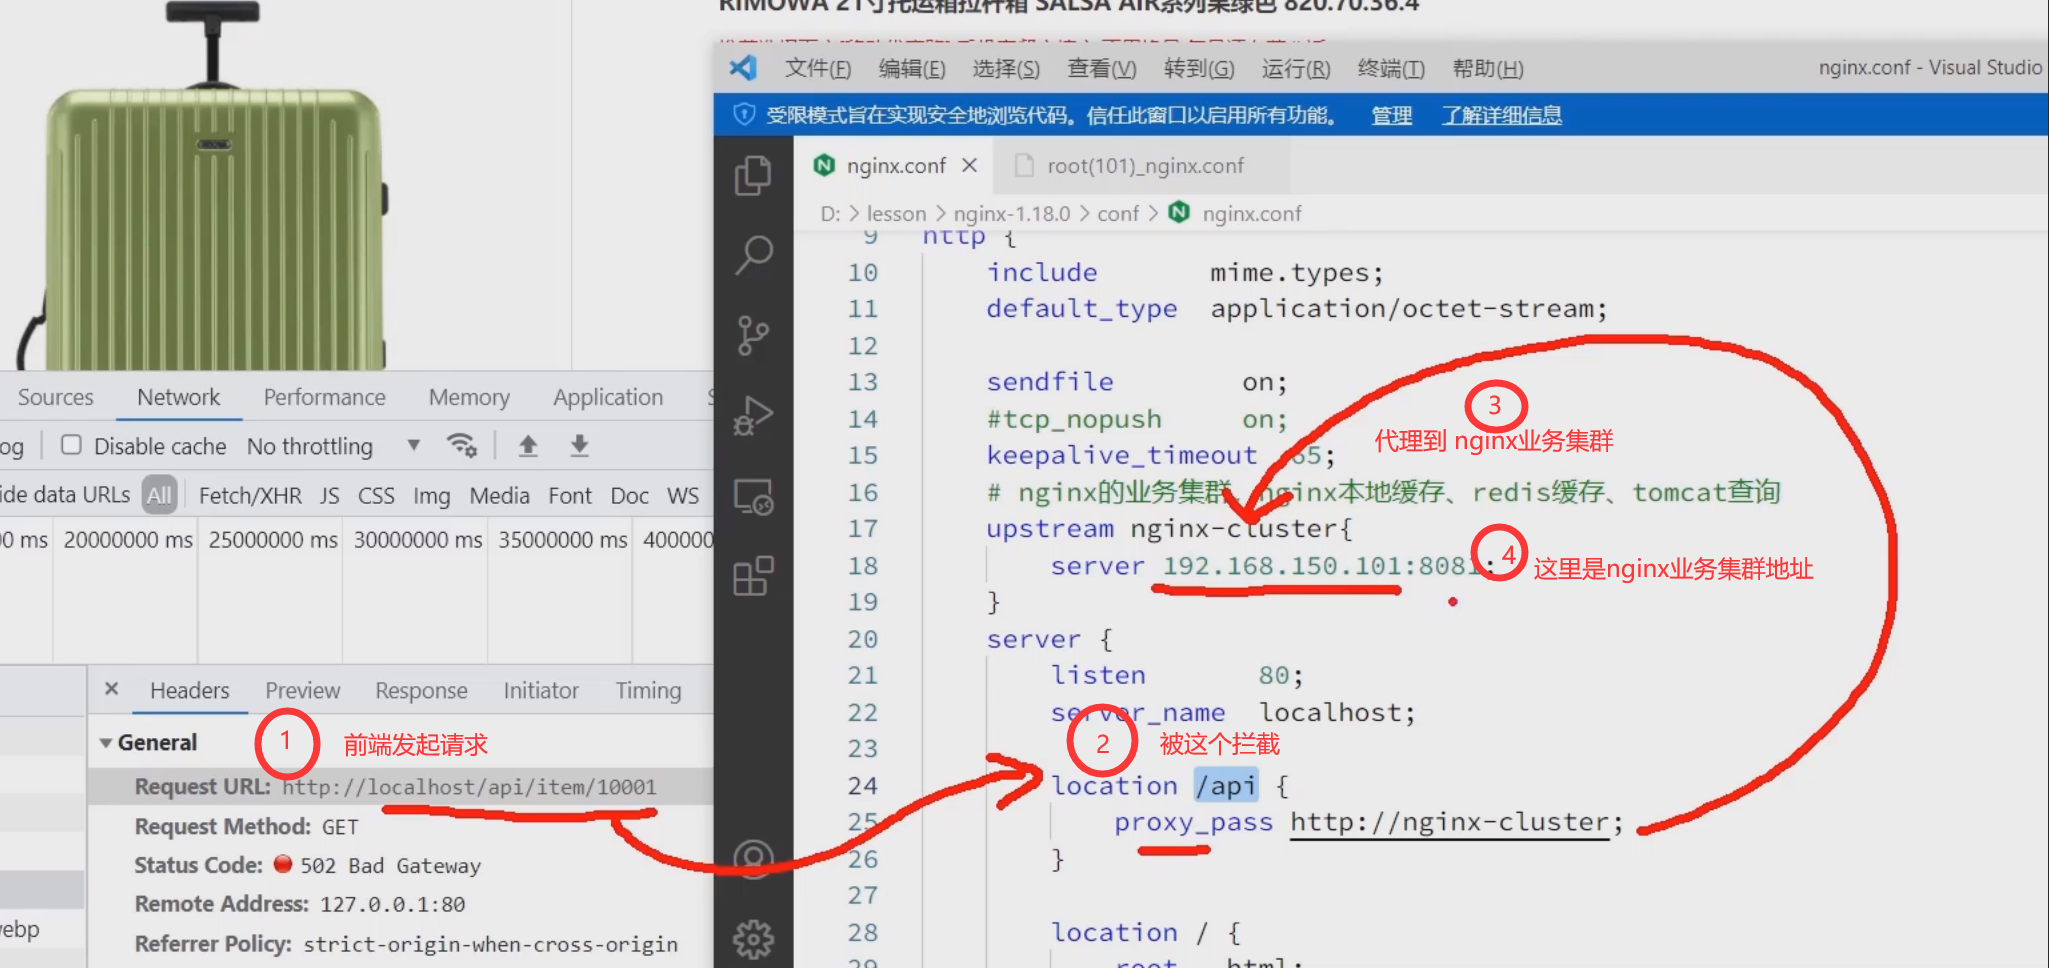 RIMOWA 21寸托运箱拉杆箱 SALSA AIR系列果绿色 820.70.36.4
文件(F) 编辑(E) 选择(S) 查看(V) 转到(G) 运行(R) 终端(T) 帮助(H)
nginx.conf - Visual Studio
受限模式旨在实现安全地浏览代码。信任此窗口以启用所有功能。 管理 了解详细信息
nginx.conf × root(101)_nginx.conf
D: > lesson > nginx-1.18.0 > conf > nginx.conf
9 http {
10 include mime.types;
11 default_type application/octet-stream;
12
13 sendfile on;
14 #tcp_nopush on;
15 keepalive_timeout 65;
16 # nginx的业务集群、nginx本地缓存、redis缓存、tomcat查询
17 upstream nginx-cluster{
18 server 192.168.150.101:8081;
19 }
20 server {
21 listen 80;
22 server_name localhost;
23
24 location /api {
25 proxy_pass http://nginx-cluster;
26 }
27
28 location / {
29 root html;
3
代理到 nginx业务集群
4 这里是nginx业务集群地址
2 被这个拦截
Sources Network Performance Memory Application
og Disable cache No throttling
ide data URLs All Fetch/XHR JS CSS Img Media Font Doc WS
00 ms 20000000 ms 25000000 ms 30000000 ms 35000000 ms 400000
× Headers Preview Response Initiator Timing
General
1 前端发起请求
Request URL: http://localhost/api/item/10001
Request Method: GET
Status Code: 502 Bad Gateway
Remote Address: 127.0.0.1:80
Referrer Policy: strict-origin-when-cross-origin
ebp